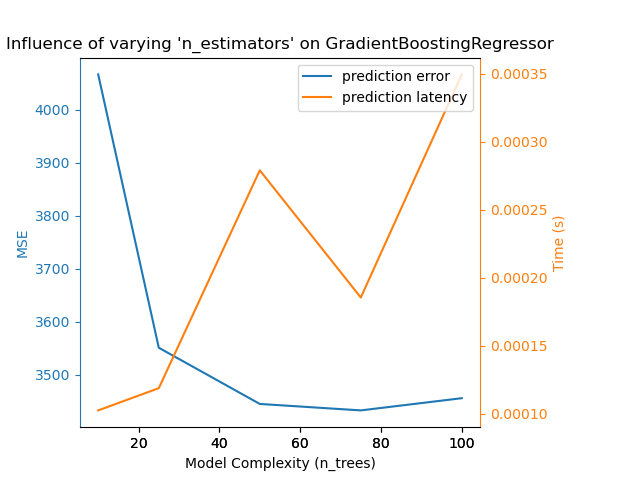 Influence of varying 'n_estimators' on GradientBoostingRegressor
prediction error
prediction latency
MSE
4000
3900
3800
3700
3600
3500
0.00035
0.00030
0.00025
0.00020
0.00015
0.00010
Time (s)
20 40 60 80 100
Model Complexity (n_trees)